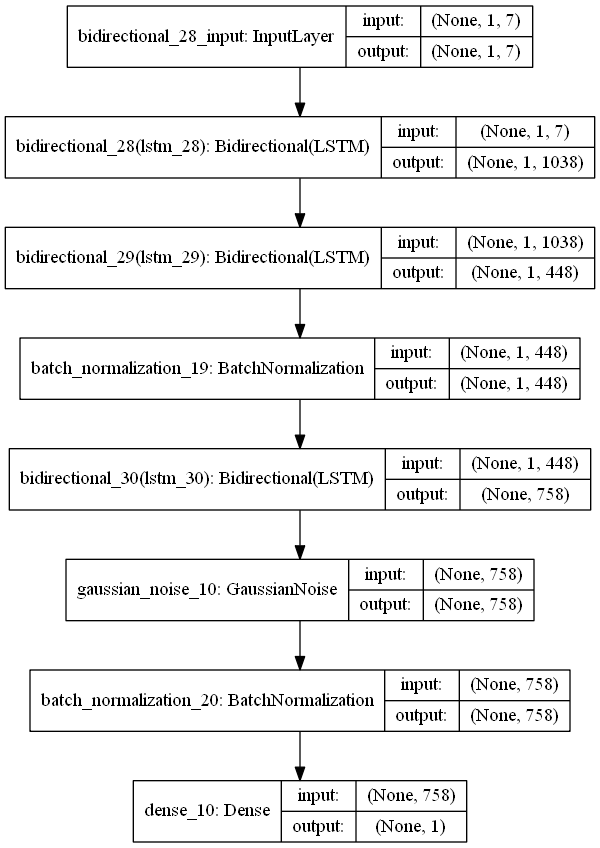 bidirectional_28_input: InputLayer
input: (None, 1, 7)
output: (None, 1, 7)
bidirectional_28(lstm_28): Bidirectional(LSTM)
input: (None, 1, 7)
output: (None, 1, 1038)
bidirectional_29(lstm_29): Bidirectional(LSTM)
input: (None, 1, 1038)
output: (None, 1, 448)
batch_normalization_19: BatchNormalization
input: (None, 1, 448)
output: (None, 1, 448)
bidirectional_30(lstm_30): Bidirectional(LSTM)
input: (None, 1, 448)
output: (None, 758)
gaussian_noise_10: GaussianNoise
input: (None, 758)
output: (None, 758)
batch_normalization_20: BatchNormalization
input: (None, 758)
output: (None, 758)
dense_10: Dense
input: (None, 758)
output: (None, 1)